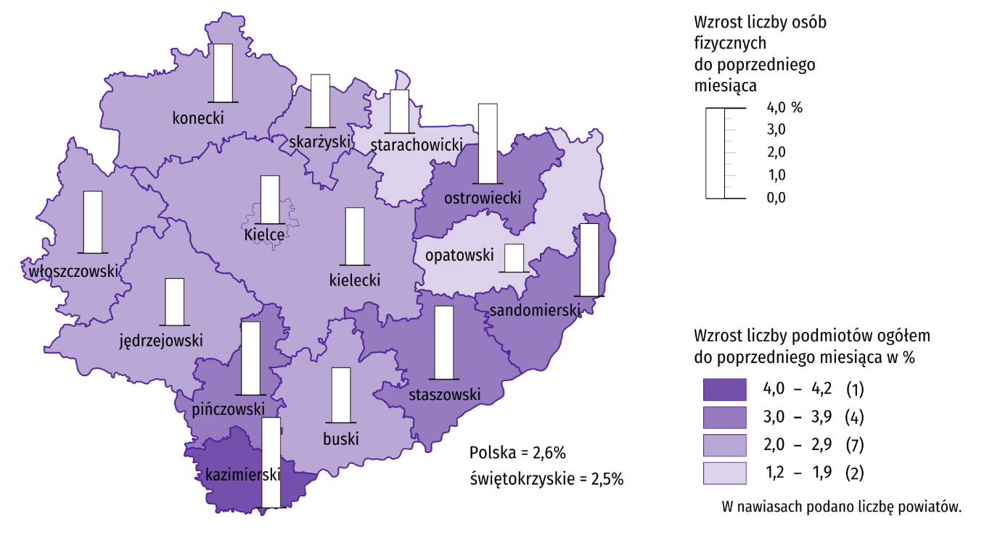 konecki
skarżyski
starachowicki
ostrowiecki
Kielce
opatowski
włoszczowski
kielecki
sandomierski
jędrzejowski
staszowski
pińczowski
buski
kazimierski
Polska = 2,6%
świętokrzyskie = 2,5%
Wzrost liczby osób
fizycznych
do poprzedniego
miesiąca
4,0 %
3,0
2,0
1,0
0,0
Wzrost liczby podmiotów ogółem
do poprzedniego miesiąca w %
4,0 – 4,2 (1)
3,0 – 3,9 (4)
2,0 – 2,9 (7)
1,2 – 1,9 (2)
W nawiasach podano liczbę powiatów.